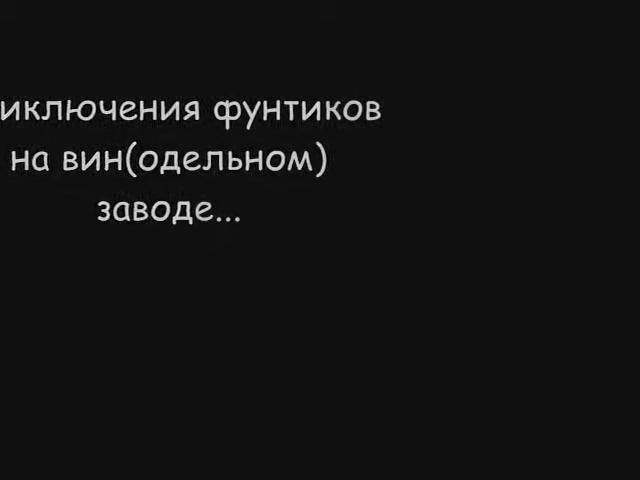 иключения фунтиков
на вин(одельном)
заводе...